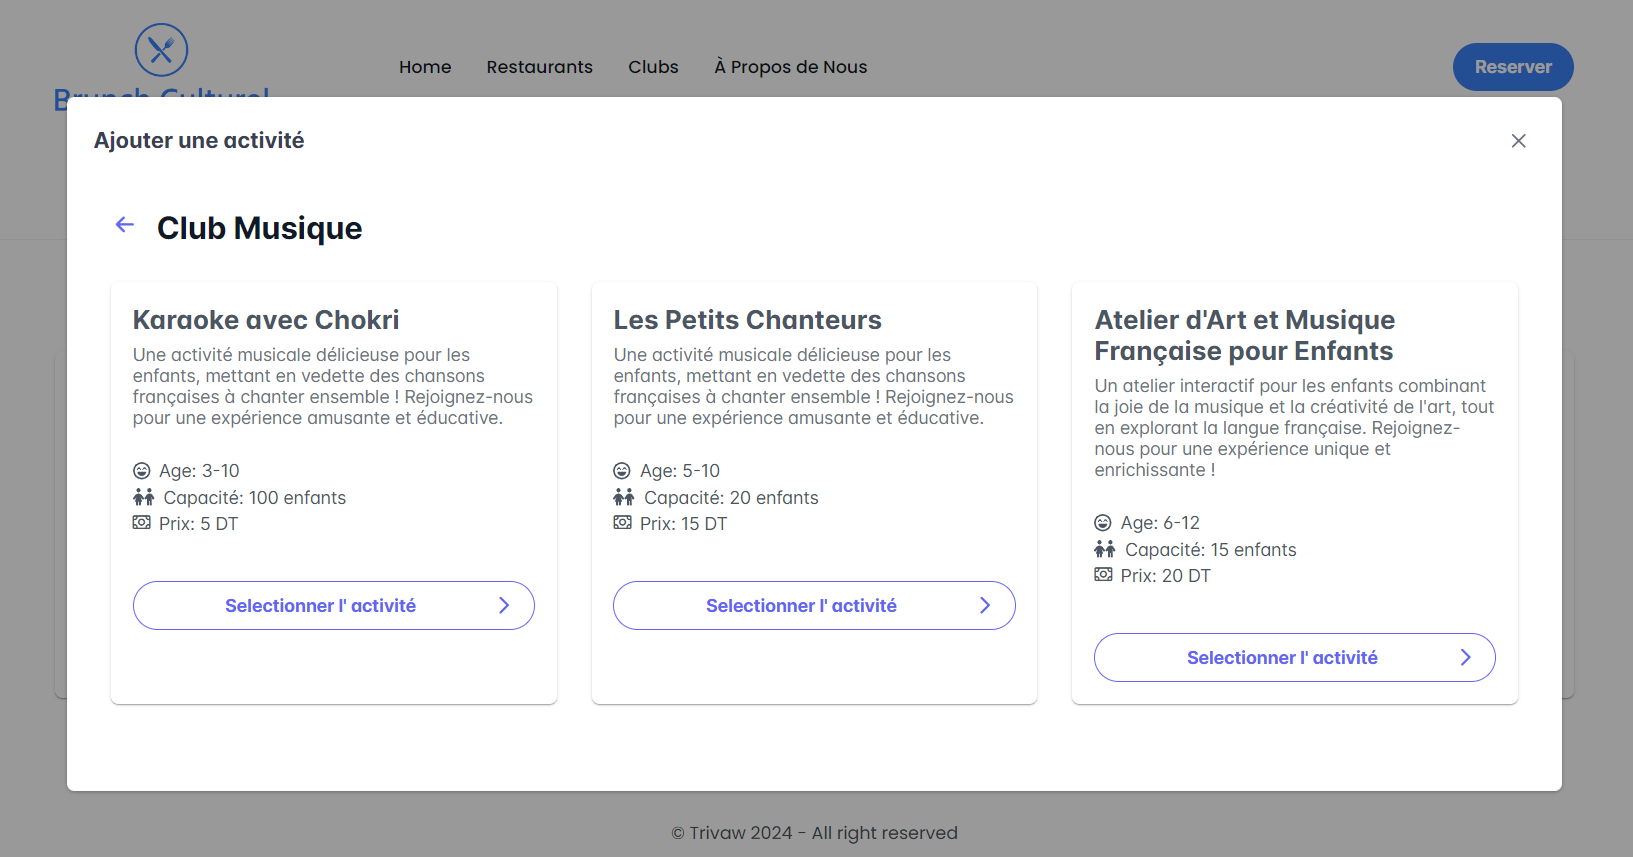 Home Restaurants Clubs À Propos de Nous
Reserver
Brunch Culturel
Ajouter une activité
Club Musique
Karaoke avec Chokri
Une activité musicale délicieuse pour les
enfants, mettant en vedette des chansons
françaises à chanter ensemble ! Rejoignez-nous
pour une expérience amusante et éducative.
Age: 3-10
Capacité: 100 enfants
Prix: 5 DT
Selectionner l' activité
Les Petits Chanteurs
Une activité musicale délicieuse pour les
enfants, mettant en vedette des chansons
françaises à chanter ensemble ! Rejoignez-nous
pour une expérience amusante et éducative.
Age: 5-10
Capacité: 20 enfants
Prix: 15 DT
Selectionner l' activité
Atelier d'Art et Musique
Française pour Enfants
Un atelier interactif pour les enfants combinant
la joie de la musique et la créativité de l'art, tout
en explorant la langue française. Rejoignez-
nous pour une expérience unique et
enrichissante !
Age: 6-12
Capacité: 15 enfants
Prix: 20 DT
Selectionner l' activité
© Trivaw 2024 - All right reserved